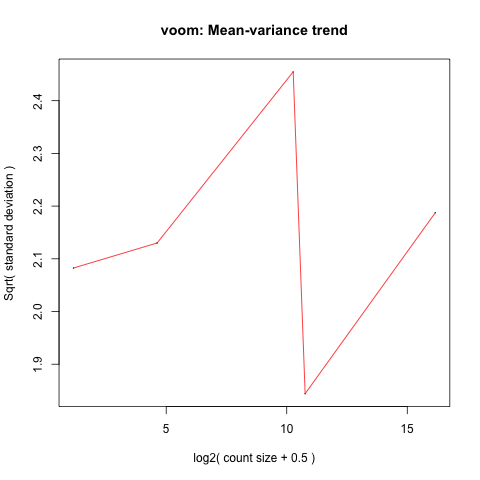 voom: Mean-variance trend
Sqrt( standard deviation )
2.4
2.3
2.2
2.1
2.0
1.9
5 10 15
log2( count size + 0.5 )